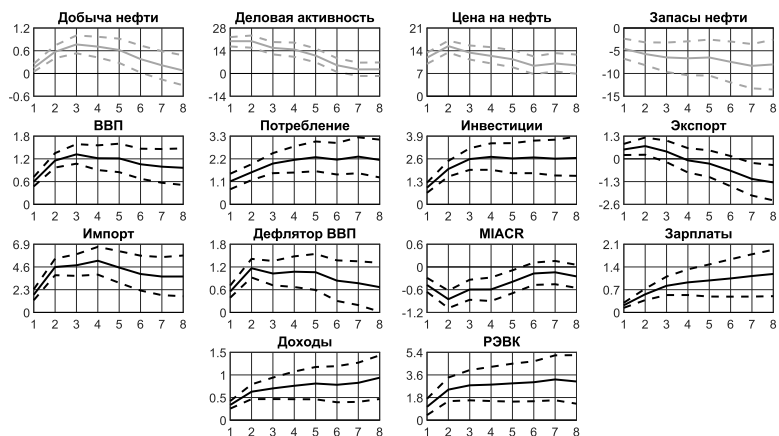 Добыча нефти
1.2
0.6
0
-0.6
1 2 3 4 5 6 7 8
Деловая активность
28
14
0
-14
1 2 3 4 5 6 7 8
Цена на нефть
21
14
7
0
1 2 3 4 5 6 7 8
Запасы нефти
0
-5
-10
-15
1 2 3 4 5 6 7 8
ВВП
1.8
1.2
0.6
0
1 2 3 4 5 6 7 8
Потребление
3.3
2.2
1.1
0
1 2 3 4 5 6 7 8
Инвестиции
3.9
2.6
1.3
0
1 2 3 4 5 6 7 8
Экспорт
1.3
0
-1.3
-2.6
1 2 3 4 5 6 7 8
Импорт
6.9
4.6
2.3
0
1 2 3 4 5 6 7 8
Дефлятор ВВП
1.8
1.2
0.6
0
1 2 3 4 5 6 7 8
MIACR
0.6
0
-0.6
-1.2
1 2 3 4 5 6 7 8
Зарплаты
2.1
1.4
0.7
0
1 2 3 4 5 6 7 8
Доходы
1.5
1
0.5
0
1 2 3 4 5 6 7 8
РЭВК
5.4
3.6
1.8
0
1 2 3 4 5 6 7 8